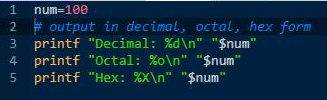 1 num=100
2 # output in decimal, octal, hex form
3 printf "Decimal: %d\n" "$num"
4 printf "Octal: %o\n" "$num"
5 printf "Hex: %X\n" "$num"